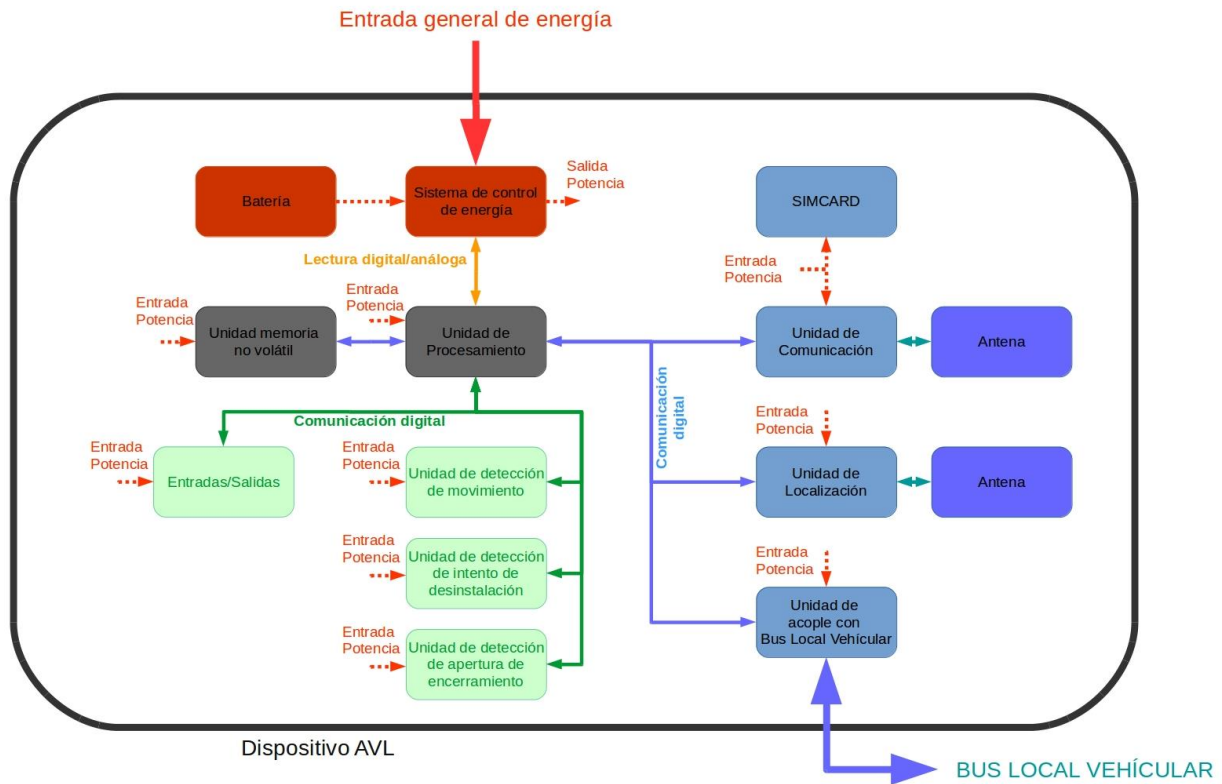 Entrada general de energía
Batería
Sistema de control
de energía
Salida
Potencia
SIMCARD
Lectura digital/análoga
Entrada
Potencia
Entrada
Potencia
Entrada
Potencia
Unidad memoria
no volátil
Unidad de
Procesamiento
Unidad de
Comunicación
Antena
Comunicación digital
Comunicación
digital
Entrada
Potencia
Entradas/Salidas
Entrada
Potencia
Unidad de detección
de movimiento
Entrada
Potencia
Unidad de
Localización
Antena
Entrada
Potencia
Unidad de detección
de intento de
desinstalación
Entrada
Potencia
Unidad de
acople con
Bus Local Vehícular
Entrada
Potencia
Unidad de detección
de apertura de
encerramiento
Dispositivo AVL
BUS LOCAL VEHÍCULAR